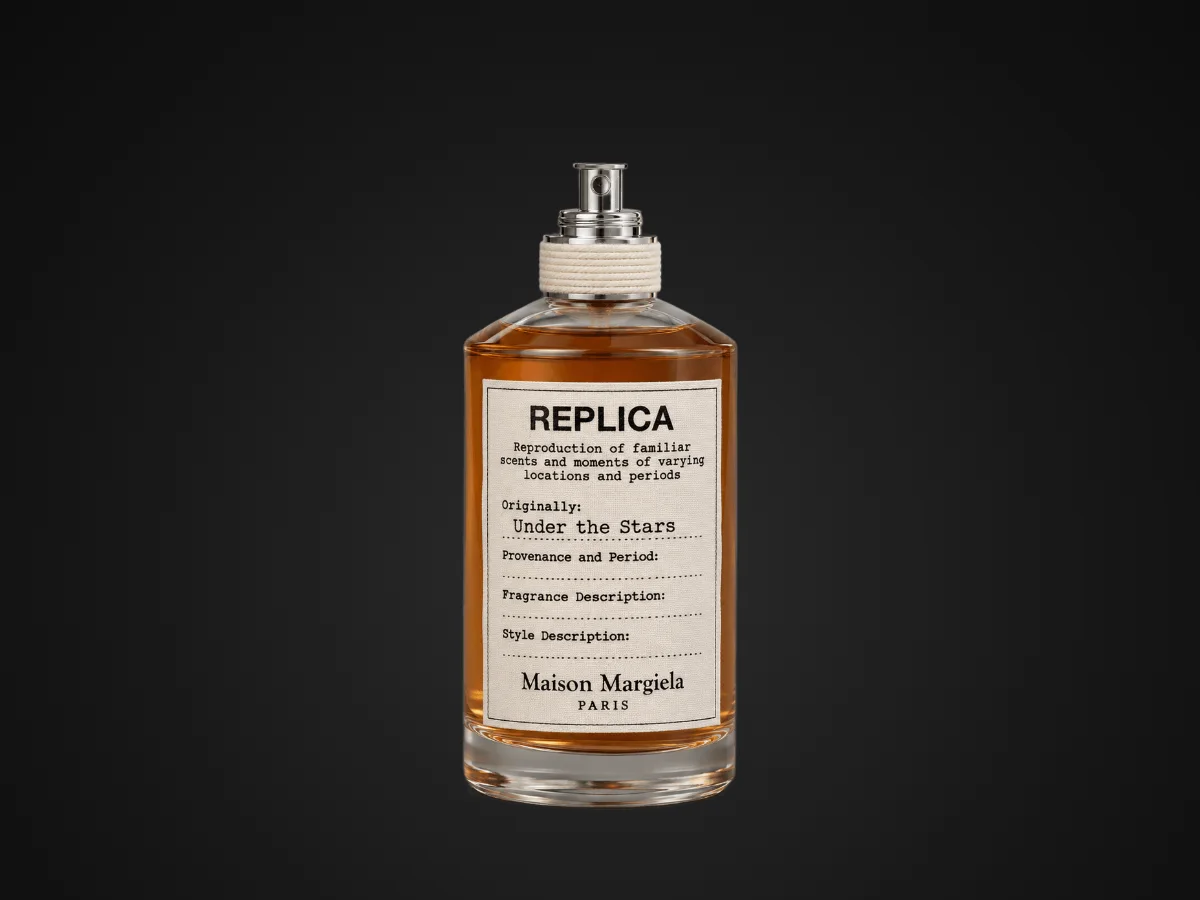 REPLICA
Reproduction of familiar
scents and moments of varying
locations and periods
Originally:
Under the Stars
Provenance and Period:
Fragrance Description:
Style Description:
Maison Margiela
PARIS